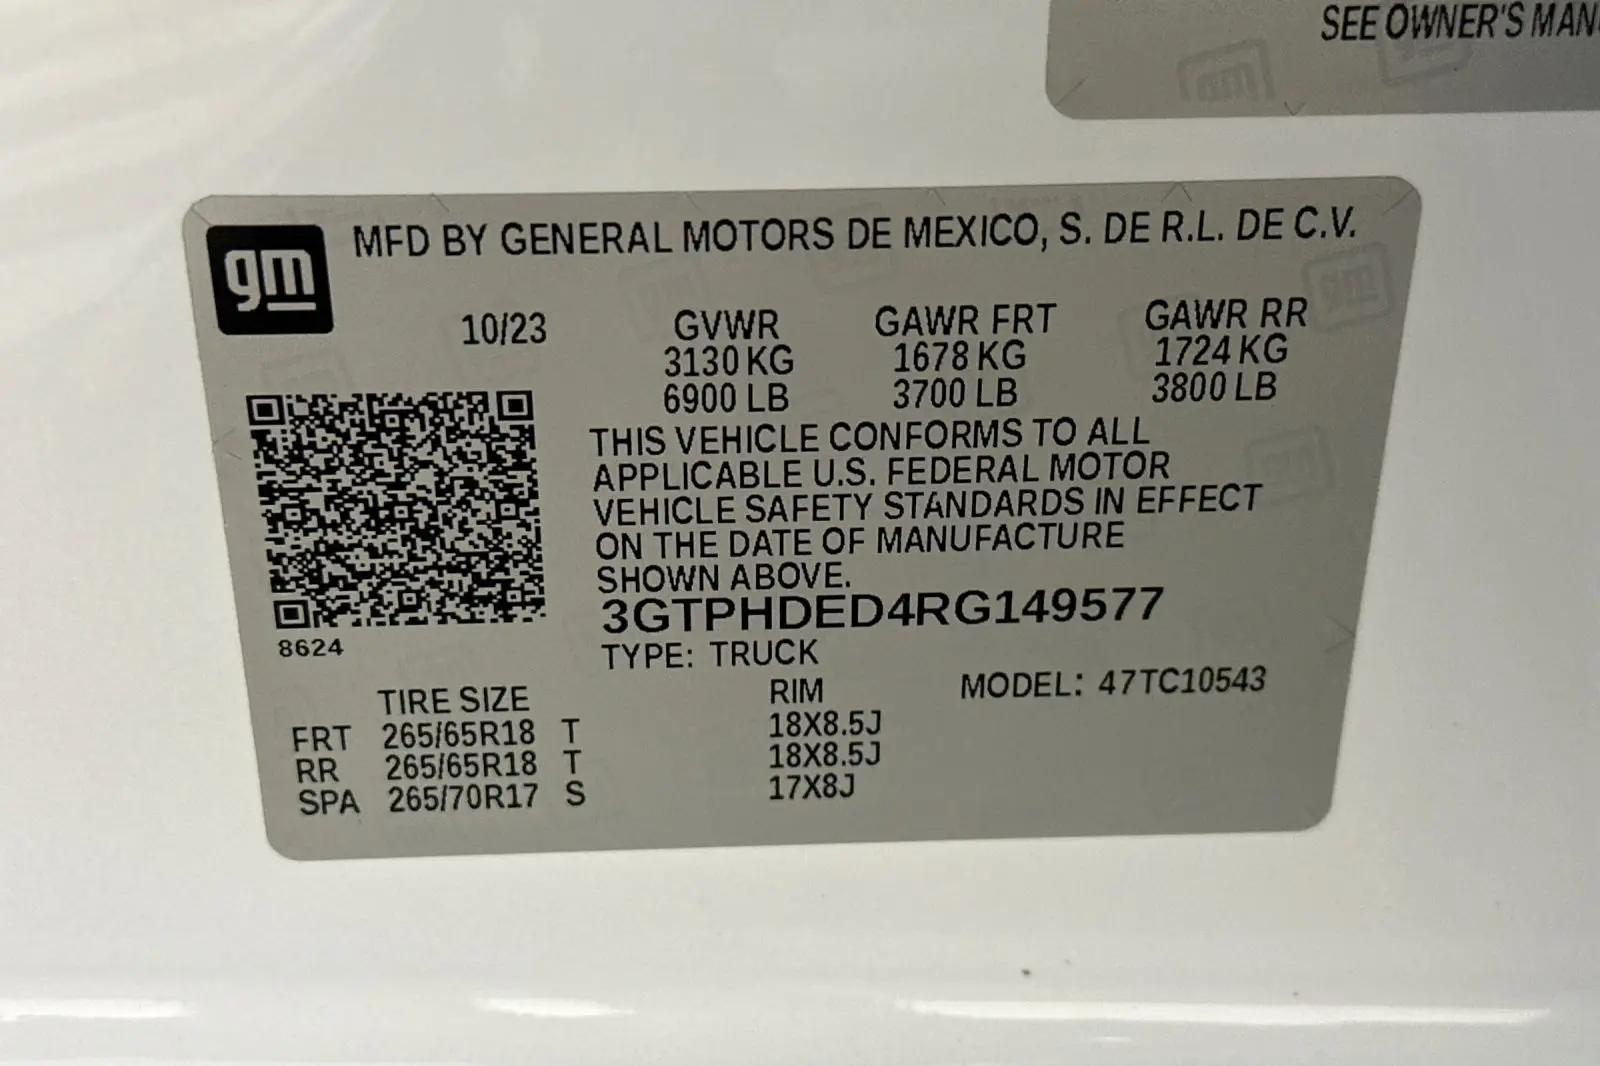 SEE OWNER'S MAN
gm
MFD BY GENERAL MOTORS DE MEXICO, S. DE R.L. DE C.V.
10/23 GVWR GAWR FRT GAWR RR
3130 KG 1678 KG 1724 KG
6900 LB 3700 LB 3800 LB
THIS VEHICLE CONFORMS TO ALL
APPLICABLE U.S. FEDERAL MOTOR
VEHICLE SAFETY STANDARDS IN EFFECT
ON THE DATE OF MANUFACTURE
SHOWN ABOVE.
3GTPHDED4RG149577
8624
TYPE: TRUCK
TIRE SIZE RIM MODEL: 47TC10543
FRT 265/65R18 T 18X8.5J
RR 265/65R18 T 18X8.5J
SPA 265/70R17 S 17X8J